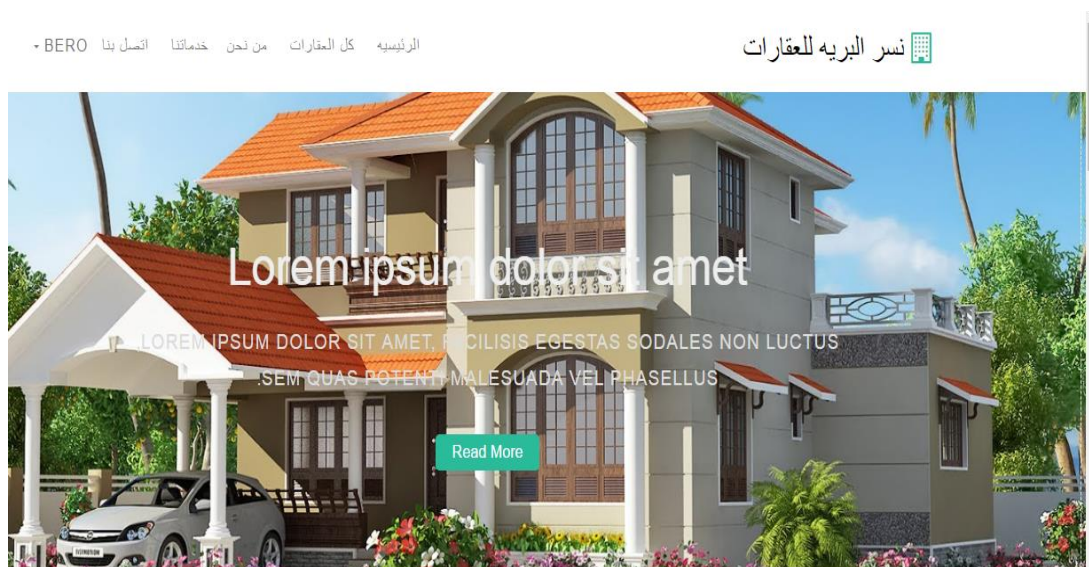 نسر البريه للعقارات
الرئيسيه كل العقارات من نحن خدماتنا اتصل بنا BERO
Lorem ipsum dolor sit amet
LOREM IPSUM DOLOR SIT AMET, FACILISIS EGESTAS SODALES NON LUCTUS
.SEM QUAS POTENTI MALESUADA VEL PHASELLUS
Read More